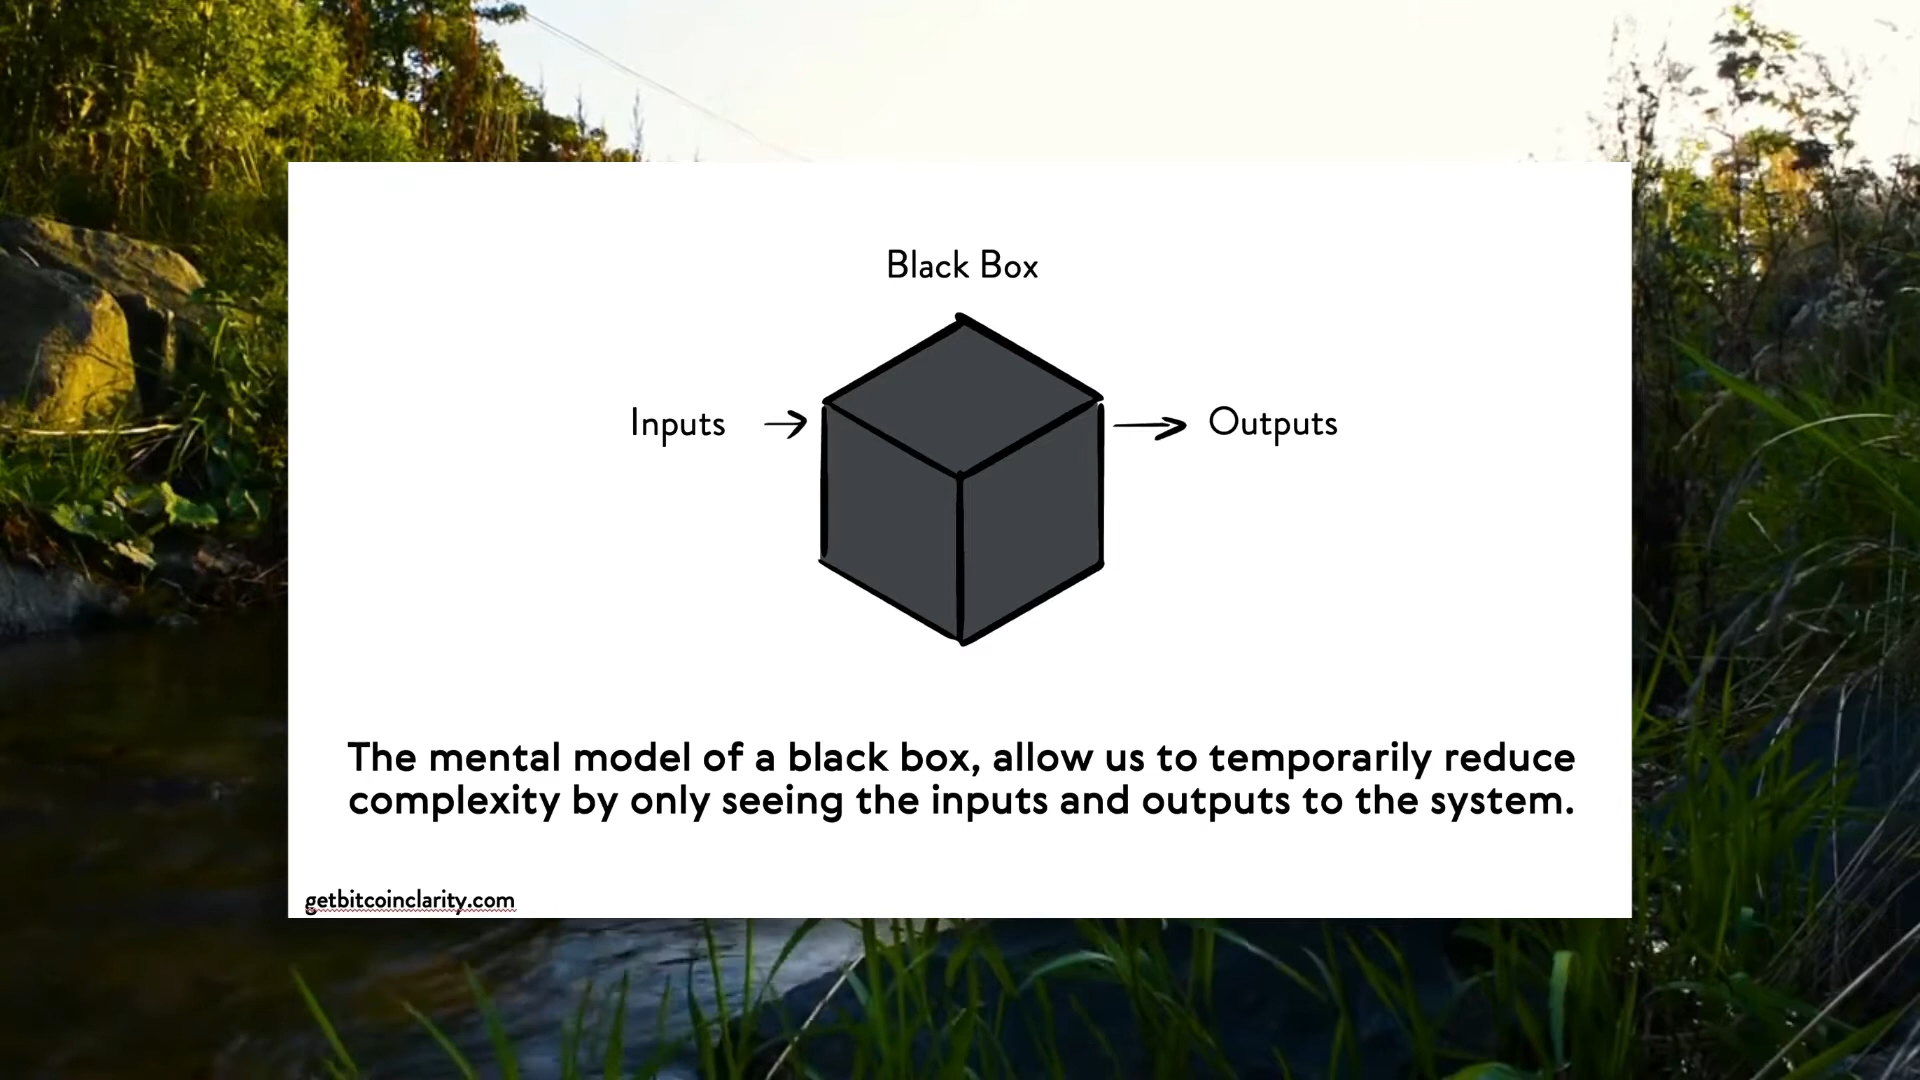 Black Box
Inputs
Outputs
The mental model of a black box, allow us to temporarily reduce
complexity by only seeing the inputs and outputs to the system.
getbitcoinclarity.com